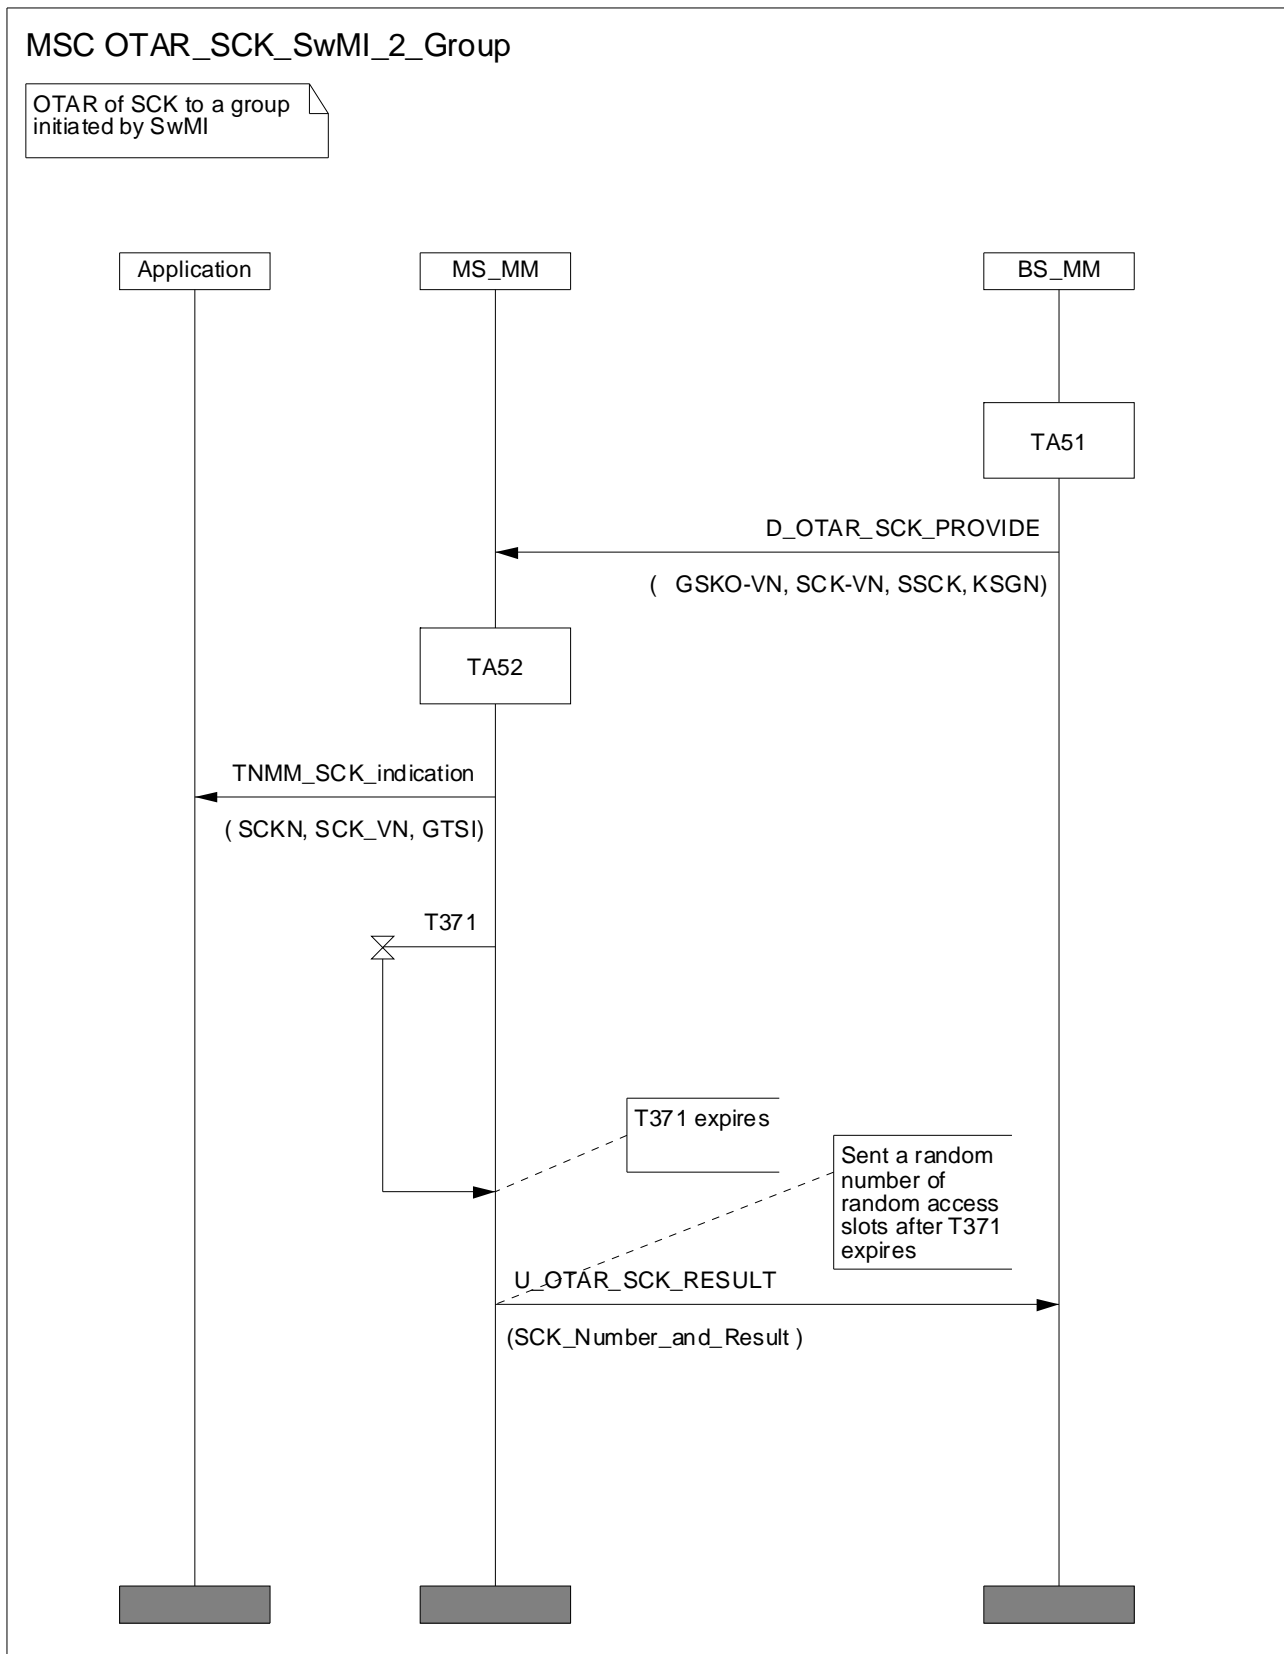 MSC OTAR_SCK_SwMI_2_Group
OTAR of SCK to a group
initiated by SwMI
Application
MS_MM
BS_MM
TA51
D_OTAR_SCK_PROVIDE
( GSKO-VN, SCK-VN, SSCK, KSGN)
TA52
TNMM_SCK_indication
( SCKN, SCK_VN, GTSI)
T371
T371 expires
Sent a random
number of
random access
slots after T371
expires
U_OTAR_SCK_RESULT
(SCK_Number_and_Result )